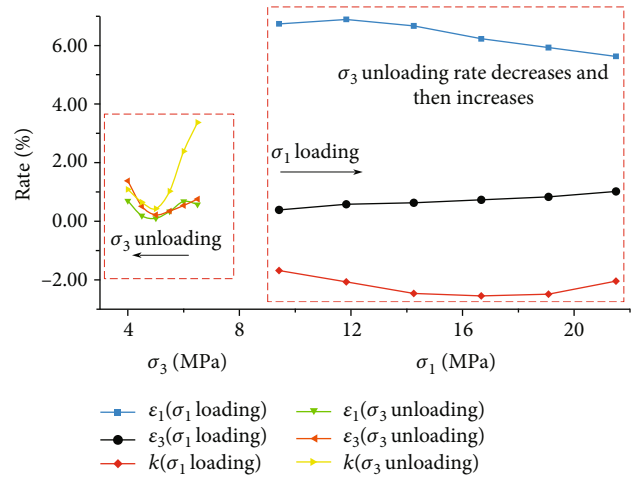 6.00
4.00
2.00
0.00
−2.00
Rate (%)
σ3 unloading rate decreases and
then increases
σ1 loading
σ3 unloading
4 8 12 16 20
σ3 (MPa) σ1 (MPa)
ε1(σ1 loading) ε1(σ3 unloading)
ε3(σ1 loading) ε3(σ3 unloading)
k(σ1 loading) k(σ3 unloading)